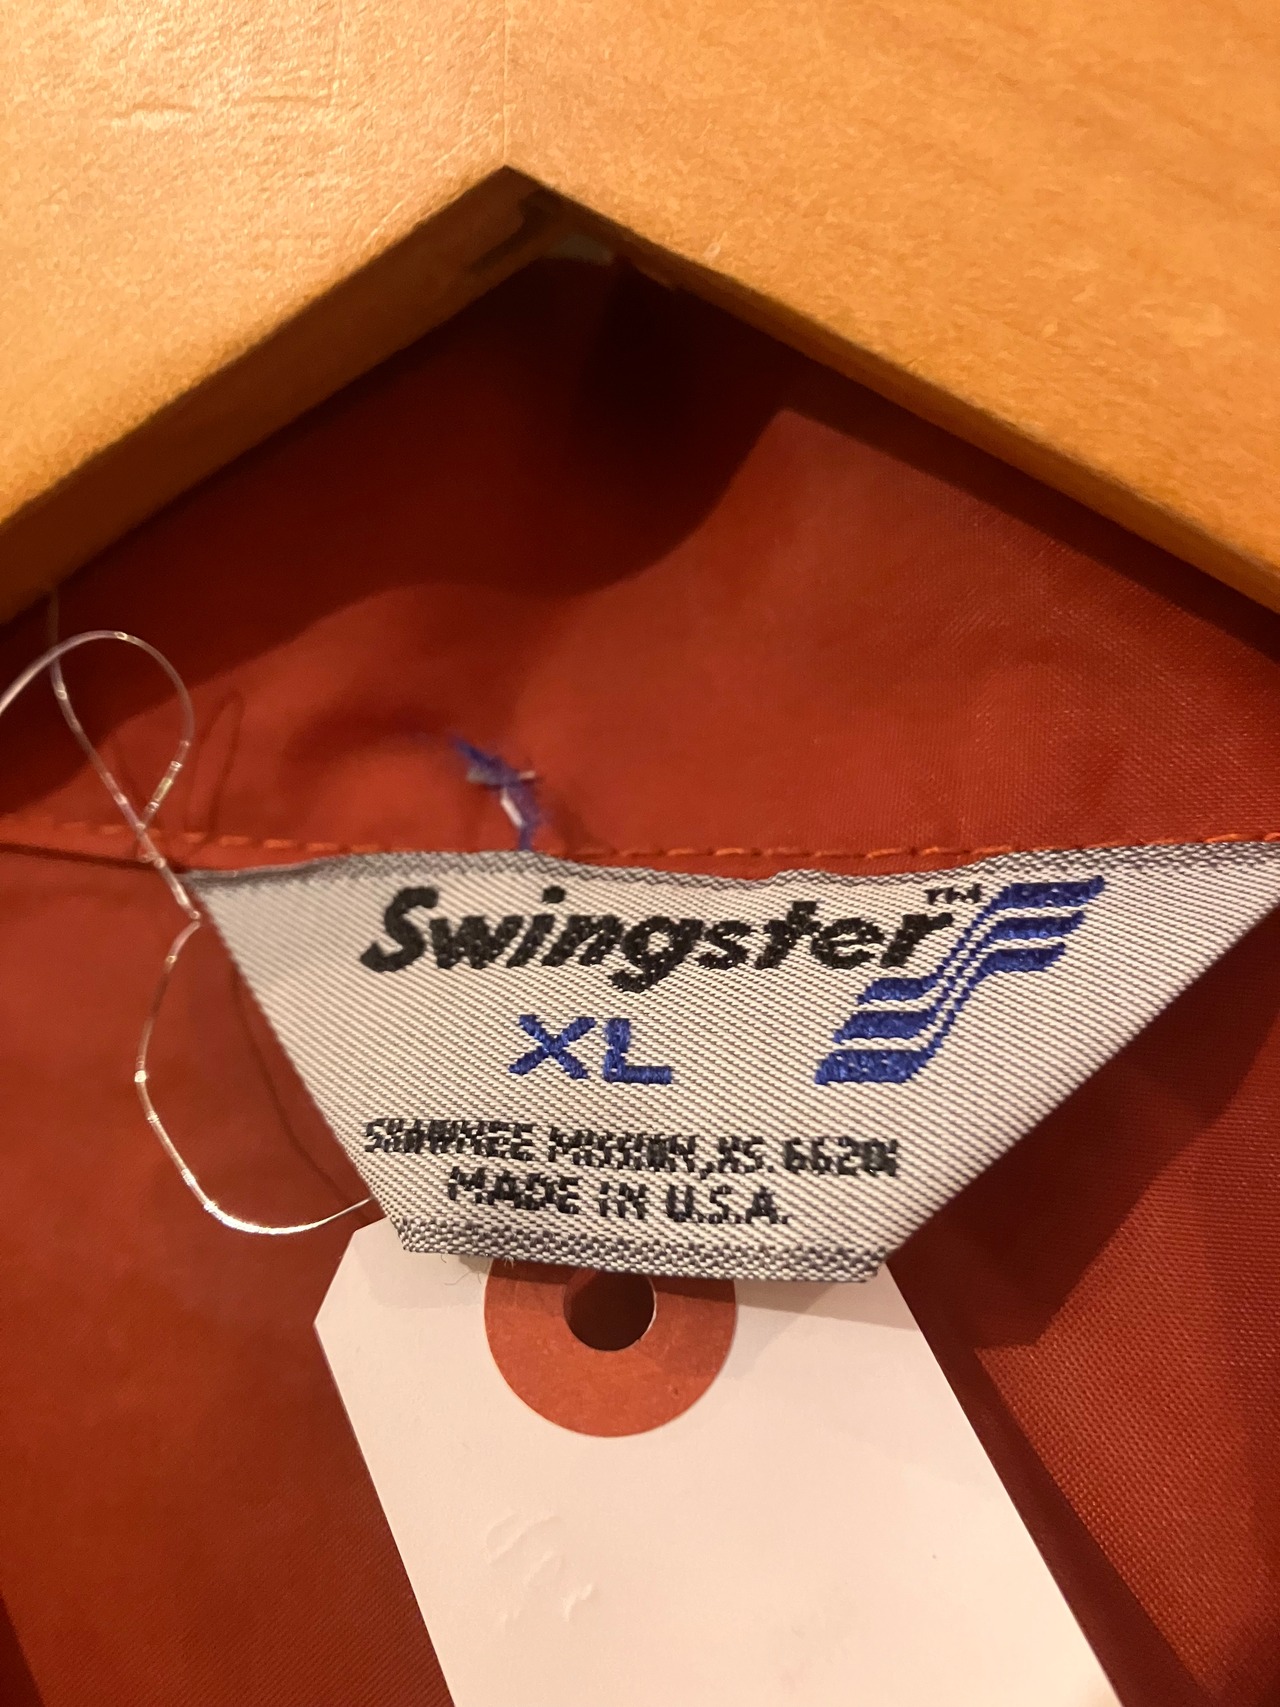 Swingster™
XL
SHAWNEE MISSION, KS. 66201
MADE IN U.S.A.